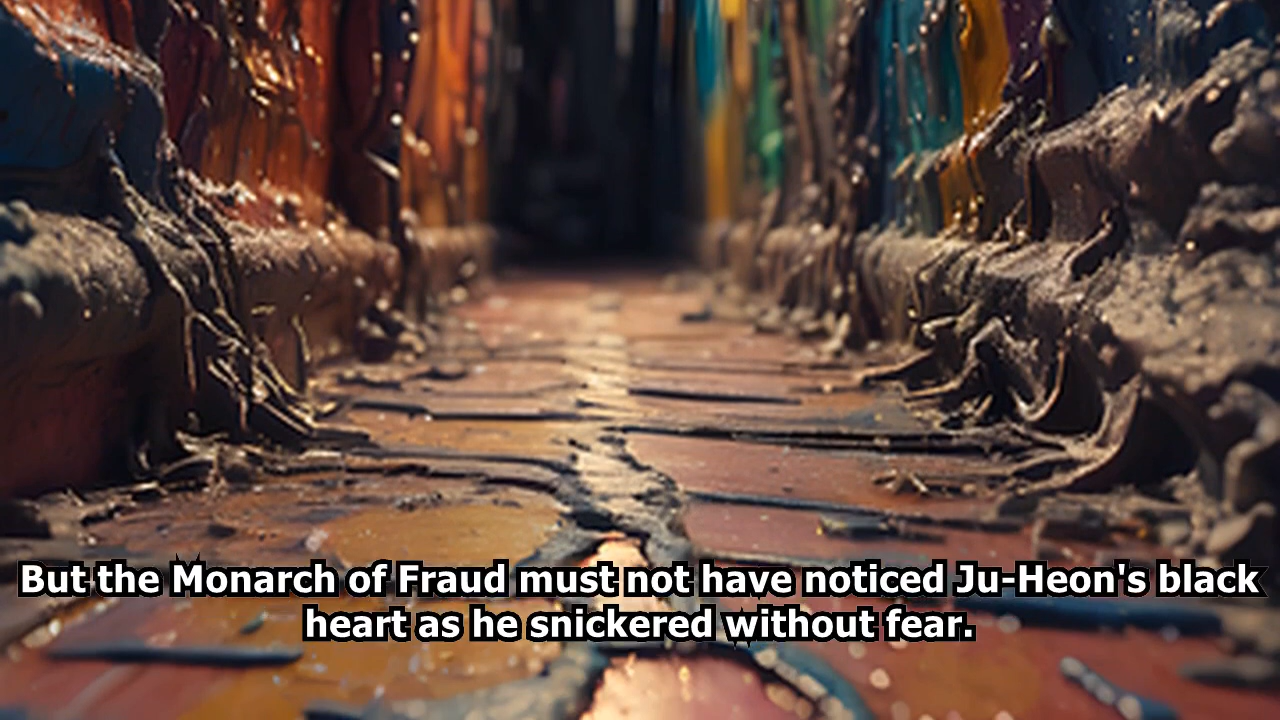 But the Monarch of Fraud must not have noticed Ju-Heon's black
heart as he snickered without fear.